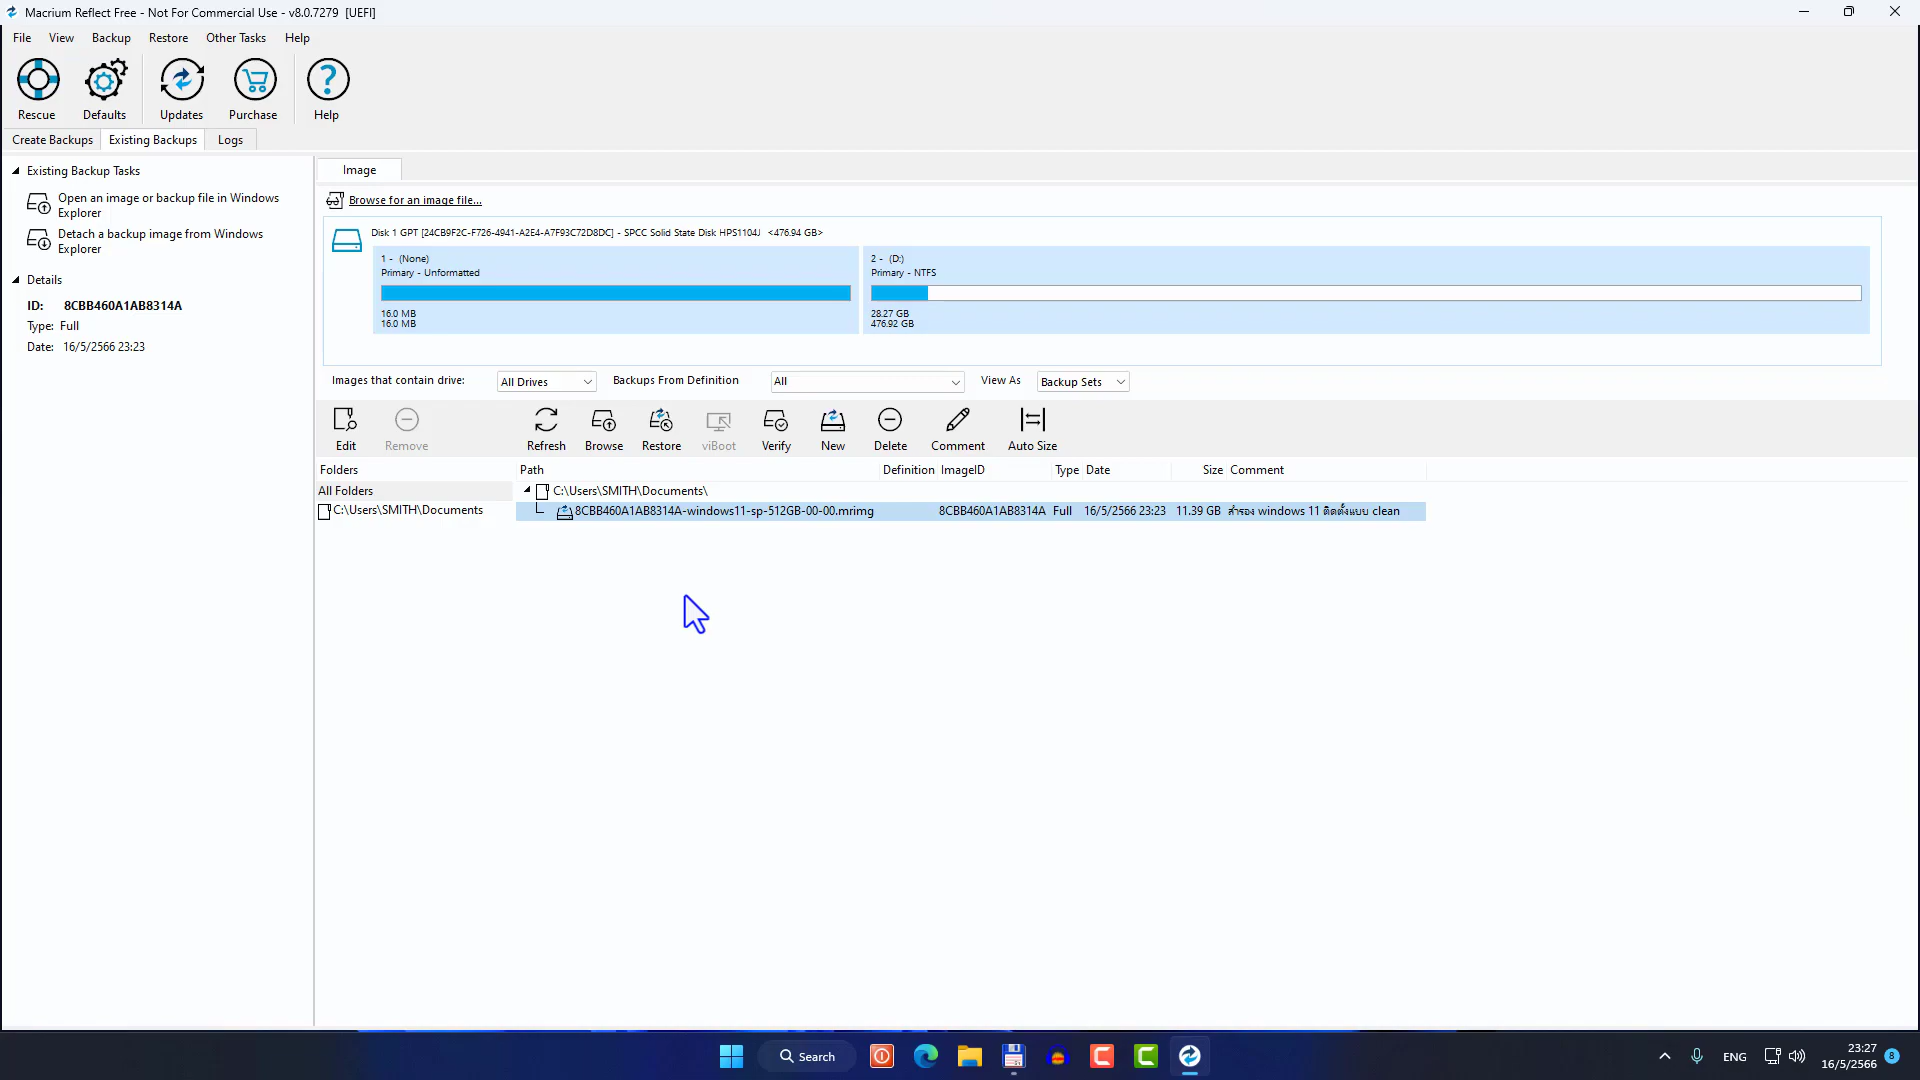 Macrium Reflect Free - Not For Commercial Use - v8.0.7279 [UEFI]
File View Backup Restore Other Tasks Help
Rescue Defaults Updates Purchase Help
Create Backups Existing Backups Logs
Existing Backup Tasks
Open an image or backup file in Windows
Explorer
Detach a backup image from Windows
Explorer
Details
ID: 8CBB460A1AB8314A
Type: Full
Date: 16/5/2566 23:23
Image
Browse for an image file...
Disk 1 GPT [24CB9F2C-F726-4941-A2E4-A7F93C72D8DC] - SPCC Solid State Disk HPS1104J <476.94 GB>
1 - (None)
Primary - Unformatted
16.0 MB
16.0 MB
2 - (D:)
Primary - NTFS
28.27 GB
476.92 GB
Images that contain drive: All Drives Backups From Definition All View As Backup Sets
Edit Remove Refresh Browse Restore viBoot Verify New Delete Comment Auto Size
Folders Path Definition ImageID Type Date Size Comment
All Folders C:\Users\SMITH\Documents\
C:\Users\SMITH\Documents 8CBB460A1AB8314A-windows11-sp-512GB-00-00.mrimg 8CBB460A1AB8314A Full 16/5/2566 23:23 11.39 GB สำรอง windows 11 ติดตั้งแบบ clean
Search
ENG
23:27
16/5/2566
8